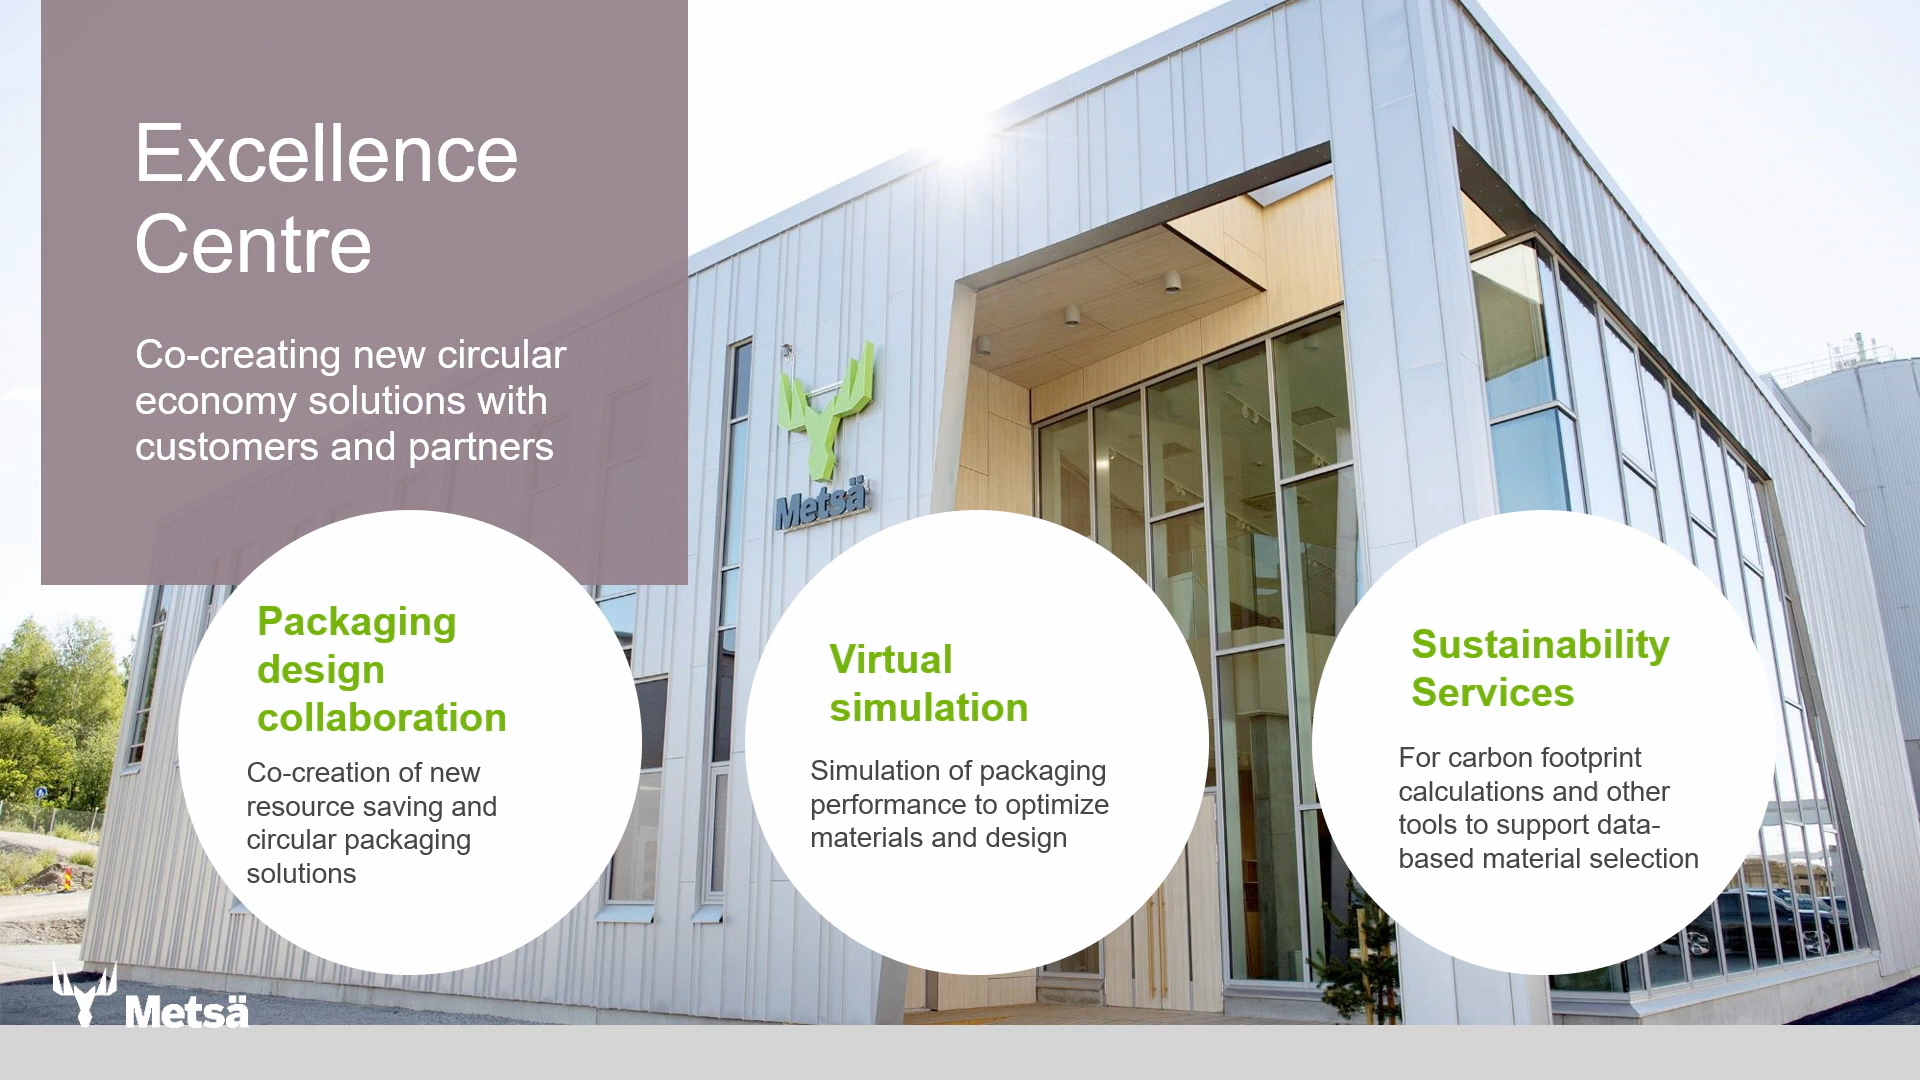 Excellence
Centre
Co-creating new circular
economy solutions with
customers and partners
Metsä
Packaging
design
collaboration
Co-creation of new
resource saving and
circular packaging
solutions
Virtual
simulation
Simulation of packaging
performance to optimize
materials and design
Sustainability
Services
For carbon footprint
calculations and other
tools to support data-
based material selection
Metsä